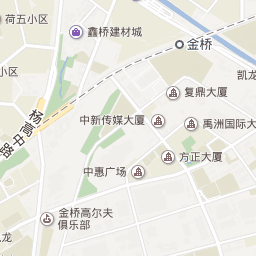 荷五小区
鑫桥建材城
金桥
小区
凯龙
复鼎大厦
杨高中路
中新传媒大厦
禹洲国际大
方正大厦
中惠广场
金桥高尔夫
俱乐部
龙